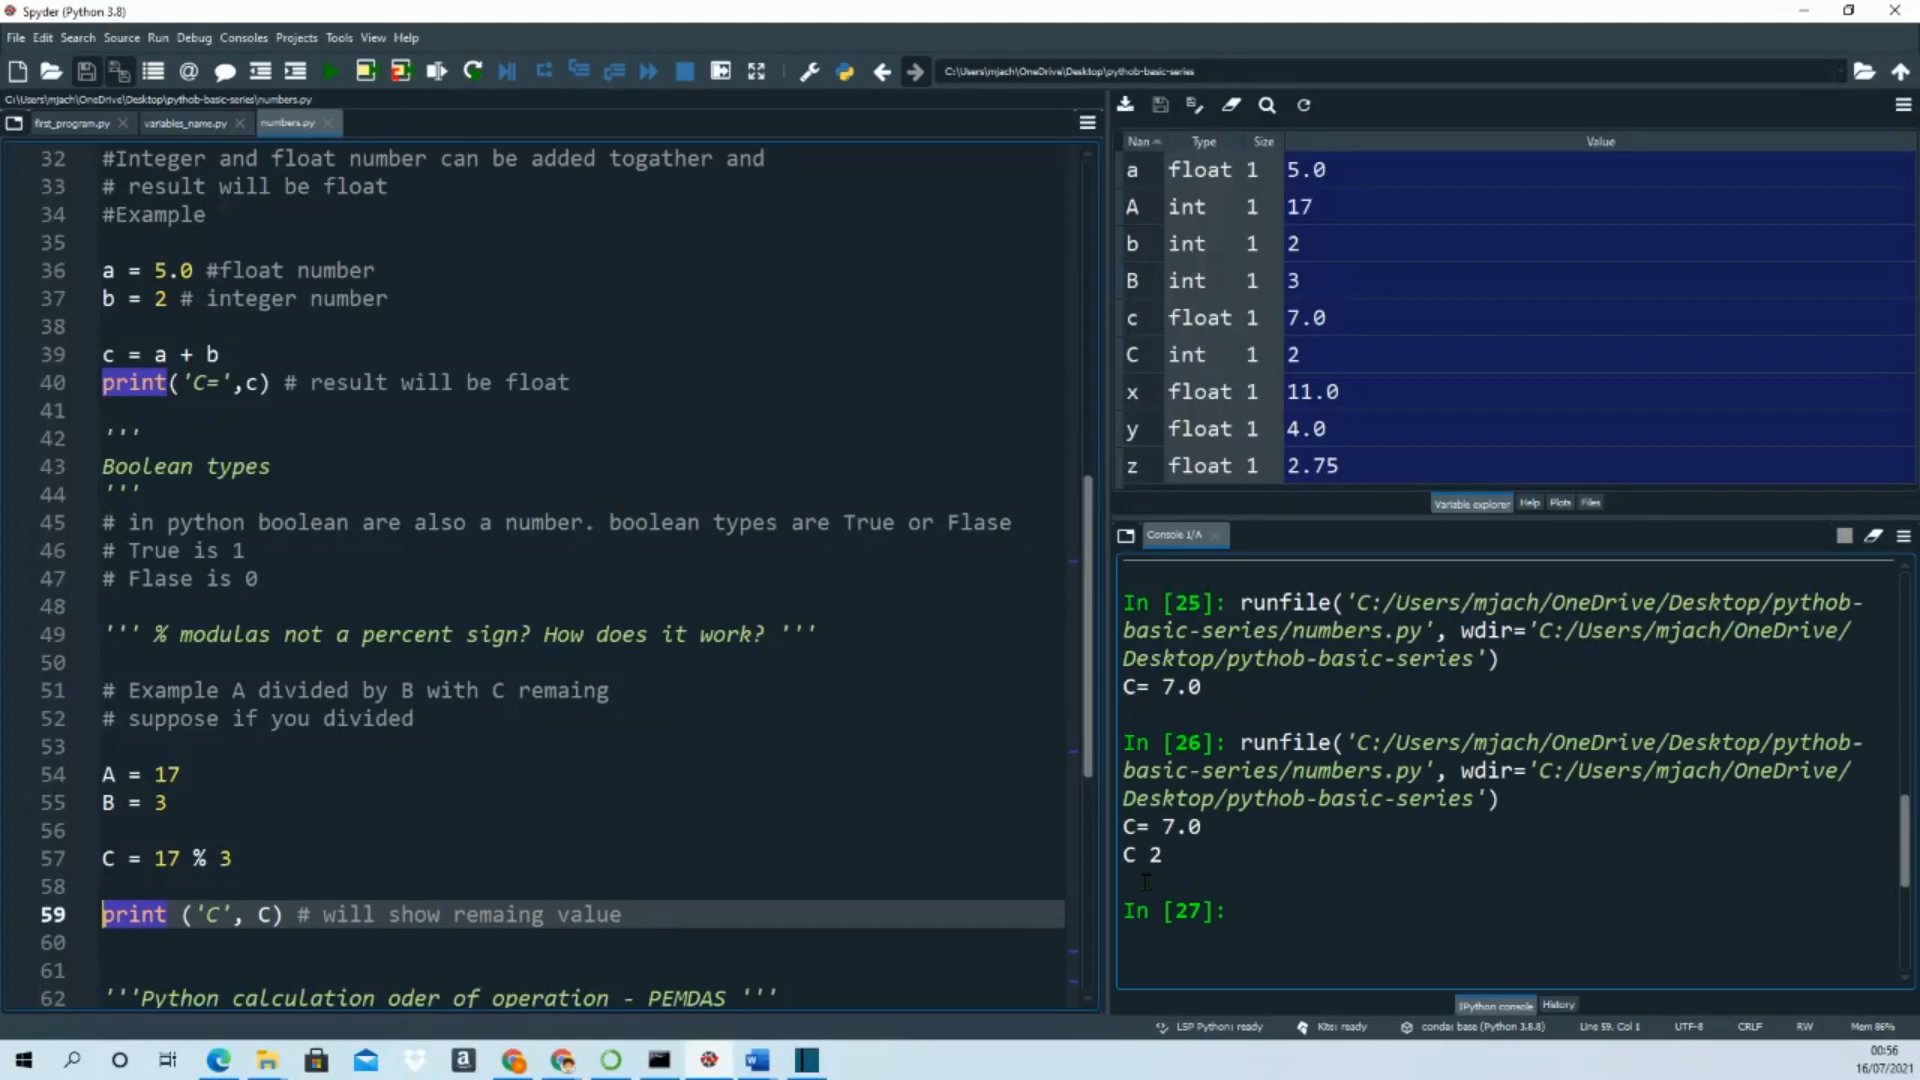 Spyder (Python 3.8)
File Edit Search Source Run Debug Consoles Projects Tools View Help
C:\Users\mjach\OneDrive\Desktop\pythob-basic-series
C:\Users\mjach\OneDrive\Desktop\pythob-basic-series\numbers.py
first_program.py variables_name.py numbers.py
32 #Integer and float number can be added togather and
33 # result will be float
34 #Example
35
36 a = 5.0 #float number
37 b = 2 # integer number
38
39 c = a + b
40 print('C=',c) # result will be float
41
42 '''
43 Boolean types
44 '''
45 # in python boolean are also a number. boolean types are True or Flase
46 # True is 1
47 # Flase is 0
48
49 ''' % modulas not a percent sign? How does it work? '''
50
51 # Example A divided by B with C remaing
52 # suppose if you divided
53
54 A = 17
55 B = 3
56
57 C = 17 % 3
58
59 print ('C', C) # will show remaing value
60
61
62 '''Python calculation oder of operation - PEMDAS '''
Nan Type Size Value
a float 1 5.0
A int 1 17
b int 1 2
B int 1 3
c float 1 7.0
C int 1 2
x float 1 11.0
y float 1 4.0
z float 1 2.75
Variable explorer Help Plots Files
Console 1/A
In [25]: runfile('C:/Users/mjach/OneDrive/Desktop/pythob-
basic-series/numbers.py', wdir='C:/Users/mjach/OneDrive/
Desktop/pythob-basic-series')
C= 7.0
In [26]: runfile('C:/Users/mjach/OneDrive/Desktop/pythob-
basic-series/numbers.py', wdir='C:/Users/mjach/OneDrive/
Desktop/pythob-basic-series')
C= 7.0
C 2
In [27]:
IPython console History
LSP Python: ready Kite: ready conda: base (Python 3.8.8) Line 59, Col 1 UTF-8 CRLF RW Mem 86%
00:56
16/07/2021